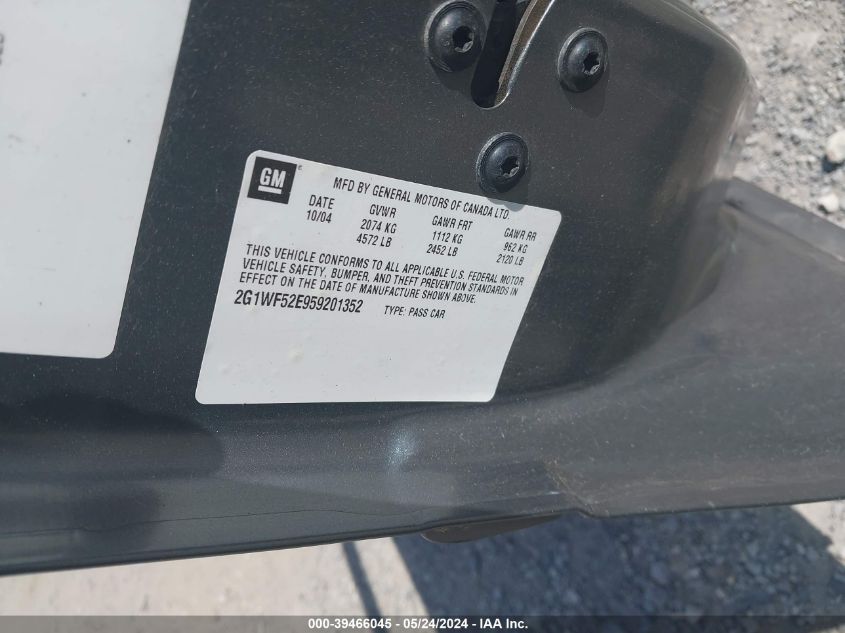 GM
MFD BY GENERAL MOTORS OF CANADA LTD.
DATE GVWR GAWR FRT GAWR RR
10/04 2074 KG 1112 KG 962 KG
4572 LB 2452 LB 2120 LB
THIS VEHICLE CONFORMS TO ALL APPLICABLE U.S. FEDERAL MOTOR
VEHICLE SAFETY, BUMPER, AND THEFT PREVENTION STANDARDS IN
EFFECT ON THE DATE OF MANUFACTURE SHOWN ABOVE.
2G1WF52E959201352 TYPE: PASS CAR
000-39466045 - 05/24/2024 - IAA Inc.